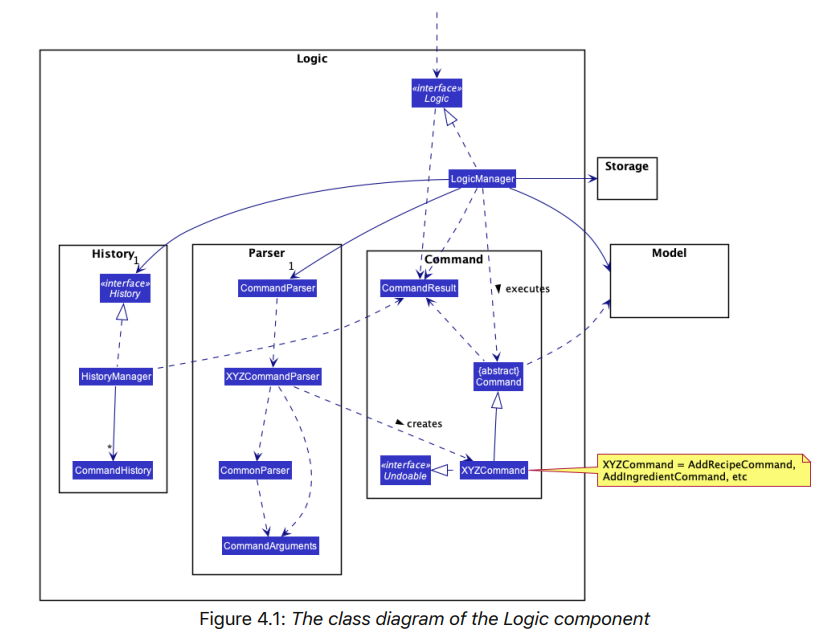 Logic
«interface»
Logic
LogicManager
Storage
History
1
«interface»
History
HistoryManager
*
CommandHistory
Parser
1
CommandParser
XYZCommandParser
CommonParser
CommandArguments
creates
Command
CommandResult
executes
{abstract}
Command
«interface»
Undoable
XYZCommand
Model
XYZCommand = AddRecipeCommand,
AddIngredientCommand, etc
Figure 4.1: The class diagram of the Logic component